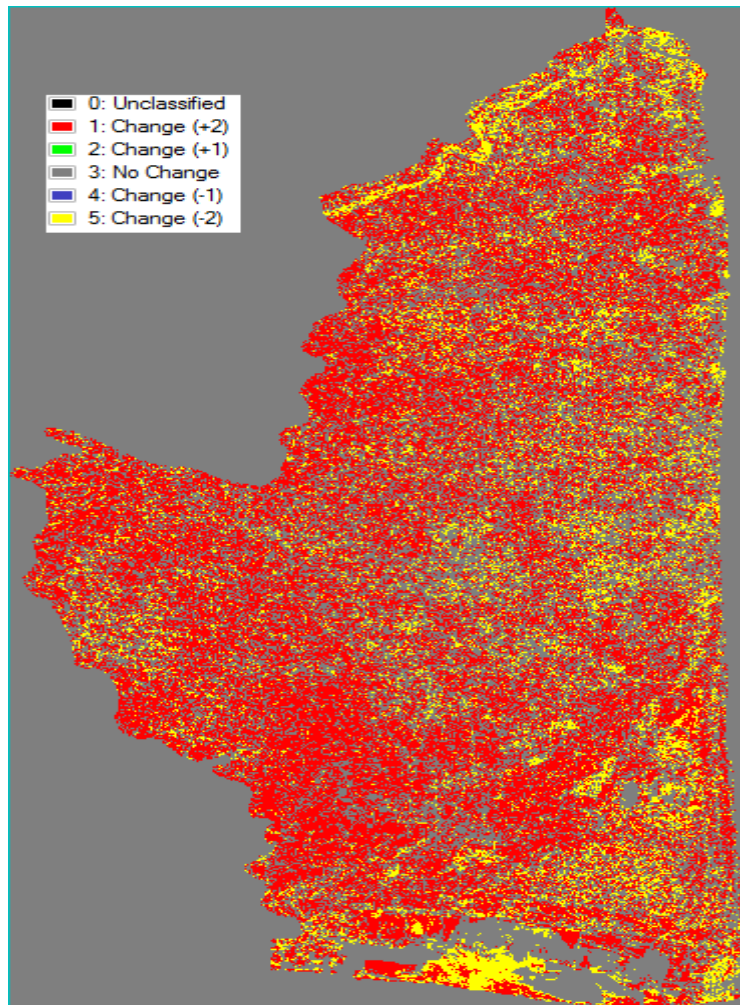 0: Unclassified
1: Change (+2)
2: Change (+1)
3: No Change
4: Change (-1)
5: Change (-2)